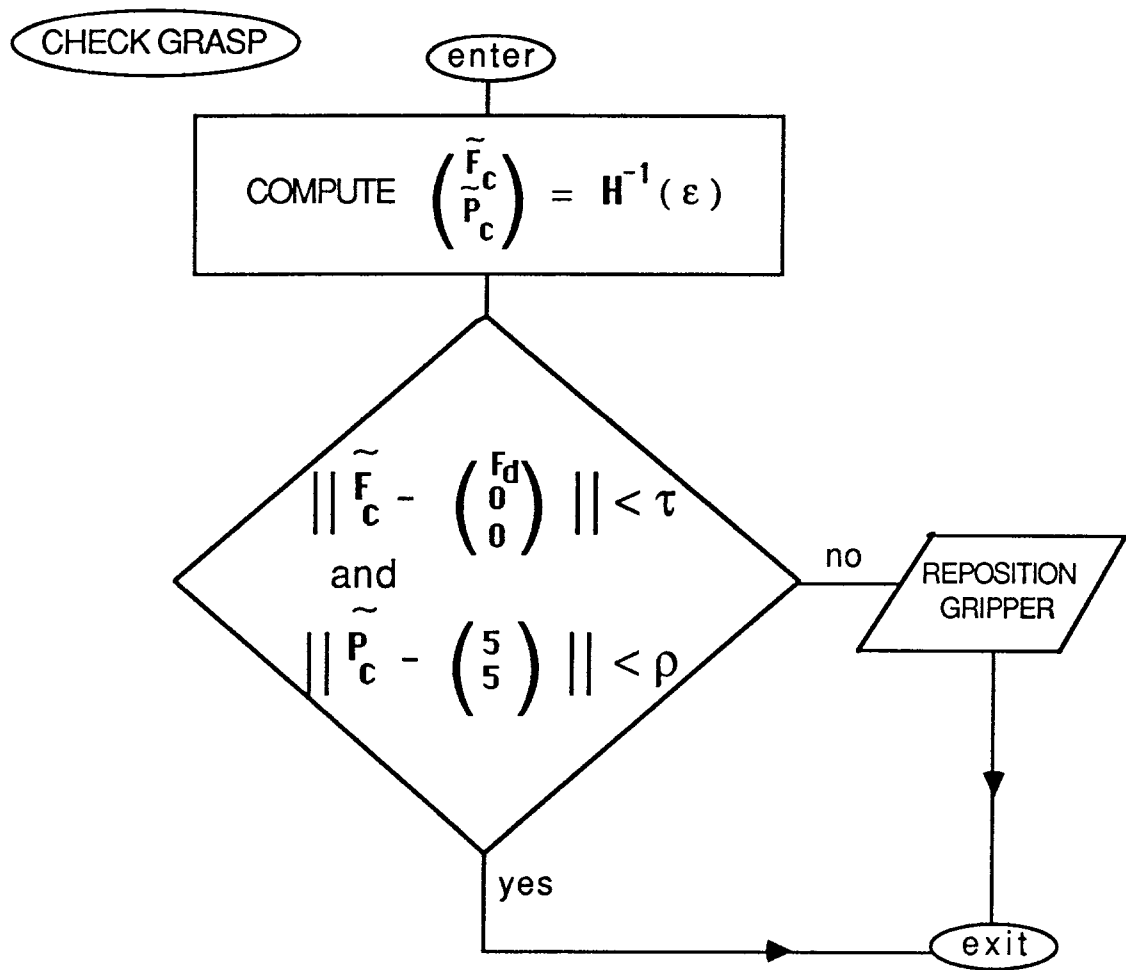 CHECK GRASP
enter
COMPUTE (F̃c P̃c) = H⁻¹(ε)
|| F̃c - (Fd 0 0) || < τ
and
|| P̃c - (5 5) || < ρ
no
REPOSITION
GRIPPER
yes
exit